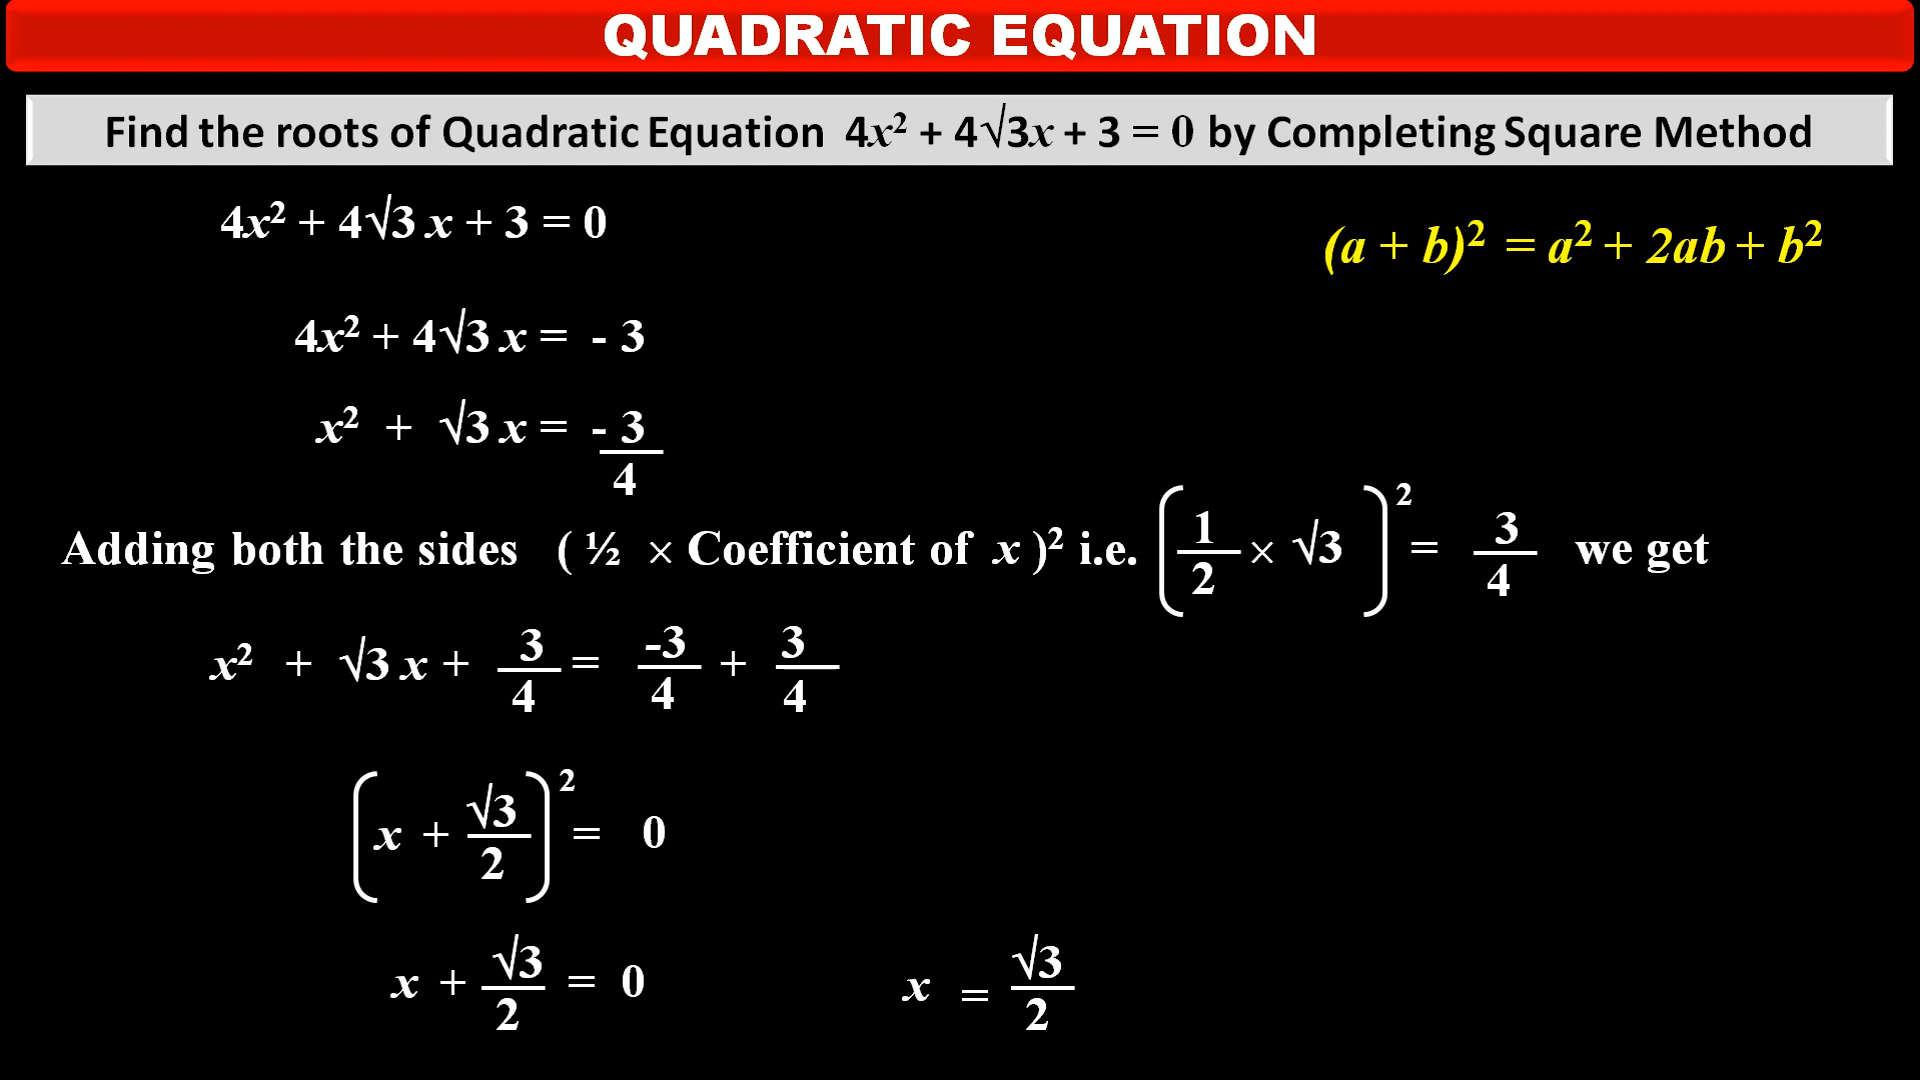 QUADRATIC EQUATION
Find the roots of Quadratic Equation 4x² + 4√3x + 3 = 0 by Completing Square Method
4x² + 4√3 x + 3 = 0
(a + b)² = a² + 2ab + b²
4x² + 4√3 x = - 3
x² + √3 x = - 3/4
Adding both the sides ( ½ × Coefficient of x )² i.e. (1/2 × √3)² = 3/4 we get
x² + √3 x + 3/4 = -3/4 + 3/4
(x + √3/2)² = 0
x + √3/2 = 0 x = √3/2